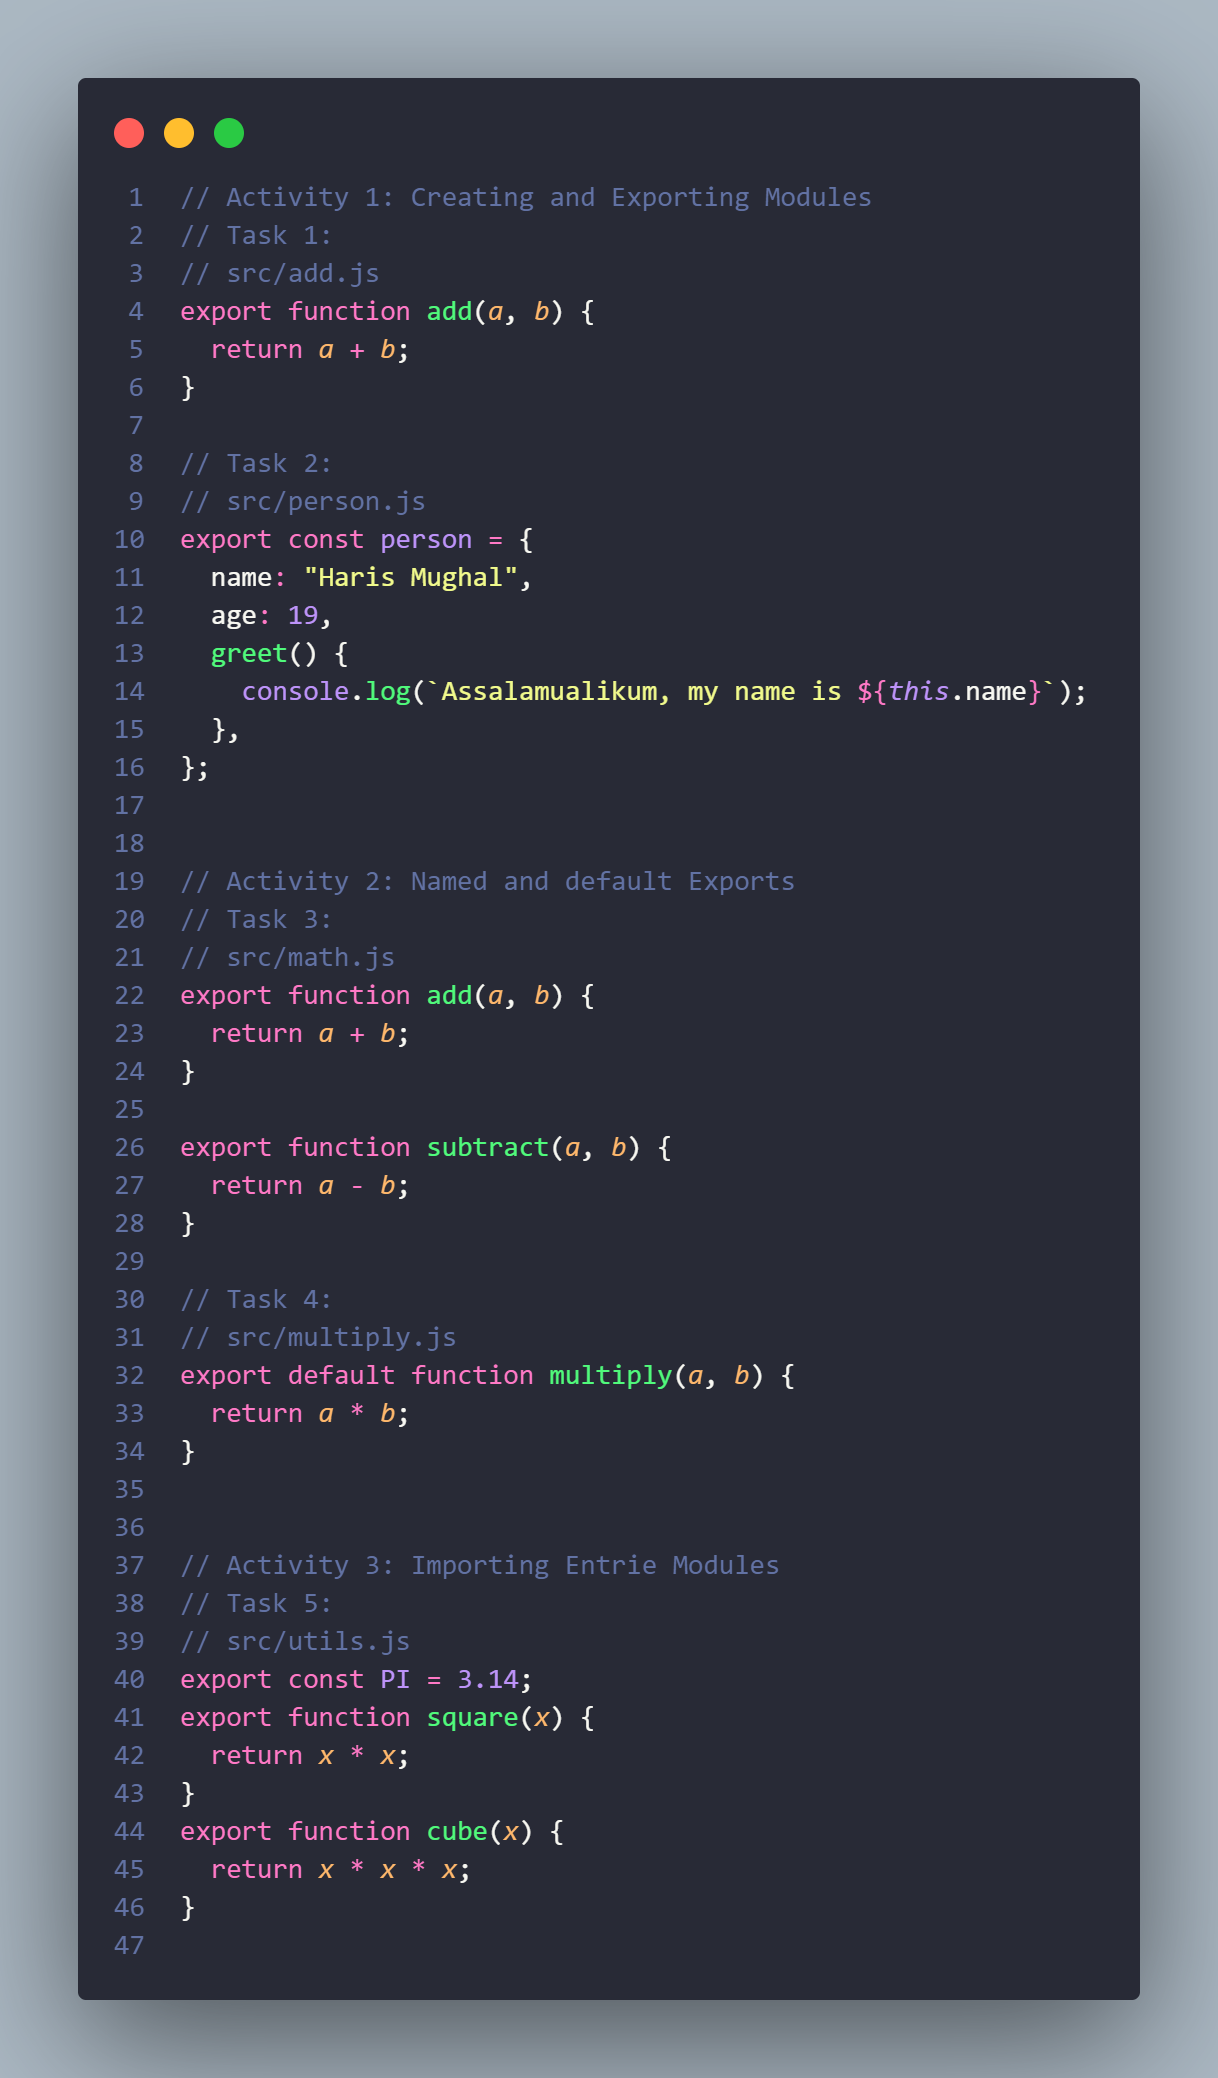 1 // Activity 1: Creating and Exporting Modules
2 // Task 1:
3 // src/add.js
4 export function add(a, b) {
5   return a + b;
6 }
7
8 // Task 2:
9 // src/person.js
10 export const person = {
11   name: "Haris Mughal",
12   age: 19,
13   greet() {
14     console.log(`Assalamualikum, my name is ${this.name}`);
15   },
16 };
17
18
19 // Activity 2: Named and default Exports
20 // Task 3:
21 // src/math.js
22 export function add(a, b) {
23   return a + b;
24 }
25
26 export function subtract(a, b) {
27   return a - b;
28 }
29
30 // Task 4:
31 // src/multiply.js
32 export default function multiply(a, b) {
33   return a * b;
34 }
35
36
37 // Activity 3: Importing Entrie Modules
38 // Task 5:
39 // src/utils.js
40 export const PI = 3.14;
41 export function square(x) {
42   return x * x;
43 }
44 export function cube(x) {
45   return x * x * x;
46 }
47